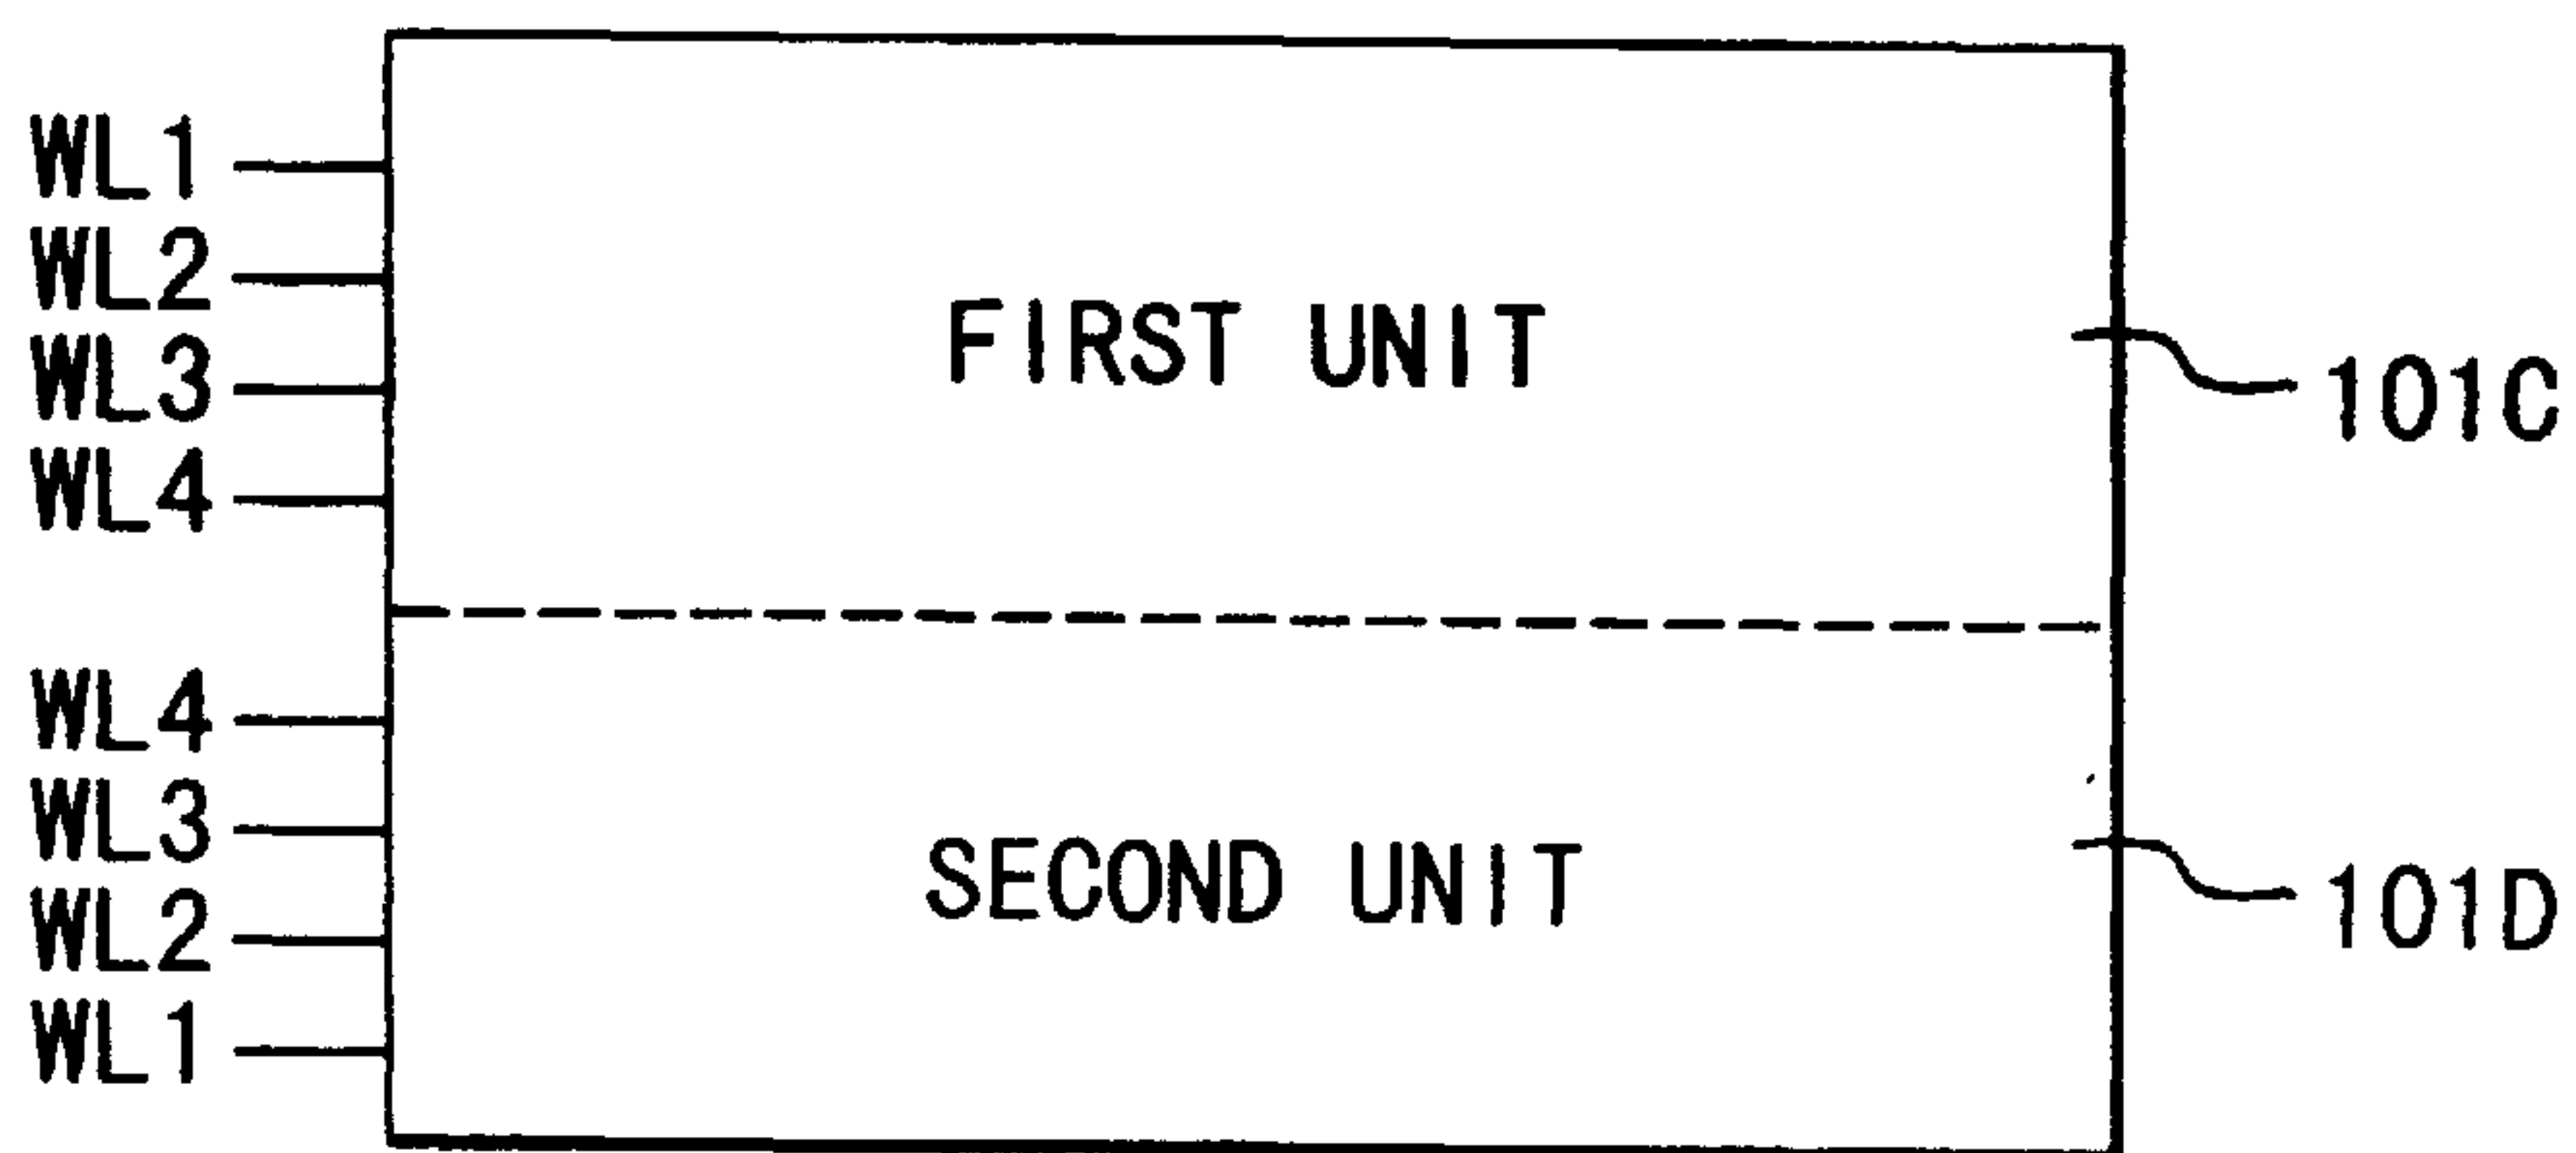 WL1
WL2
FIRST UNIT
WL3
101C
WL4
WL4
WL3
SECOND UNIT
101D
WL2
WL1